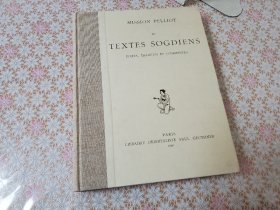 MISSION PELLIOT
TEXTES SOGDIENS
ÉDITÉS, TRADUITS ET COMMENTÉS
PARIS
LIBRAIRIE ORIENTALISTE PAUL GEUTHNER